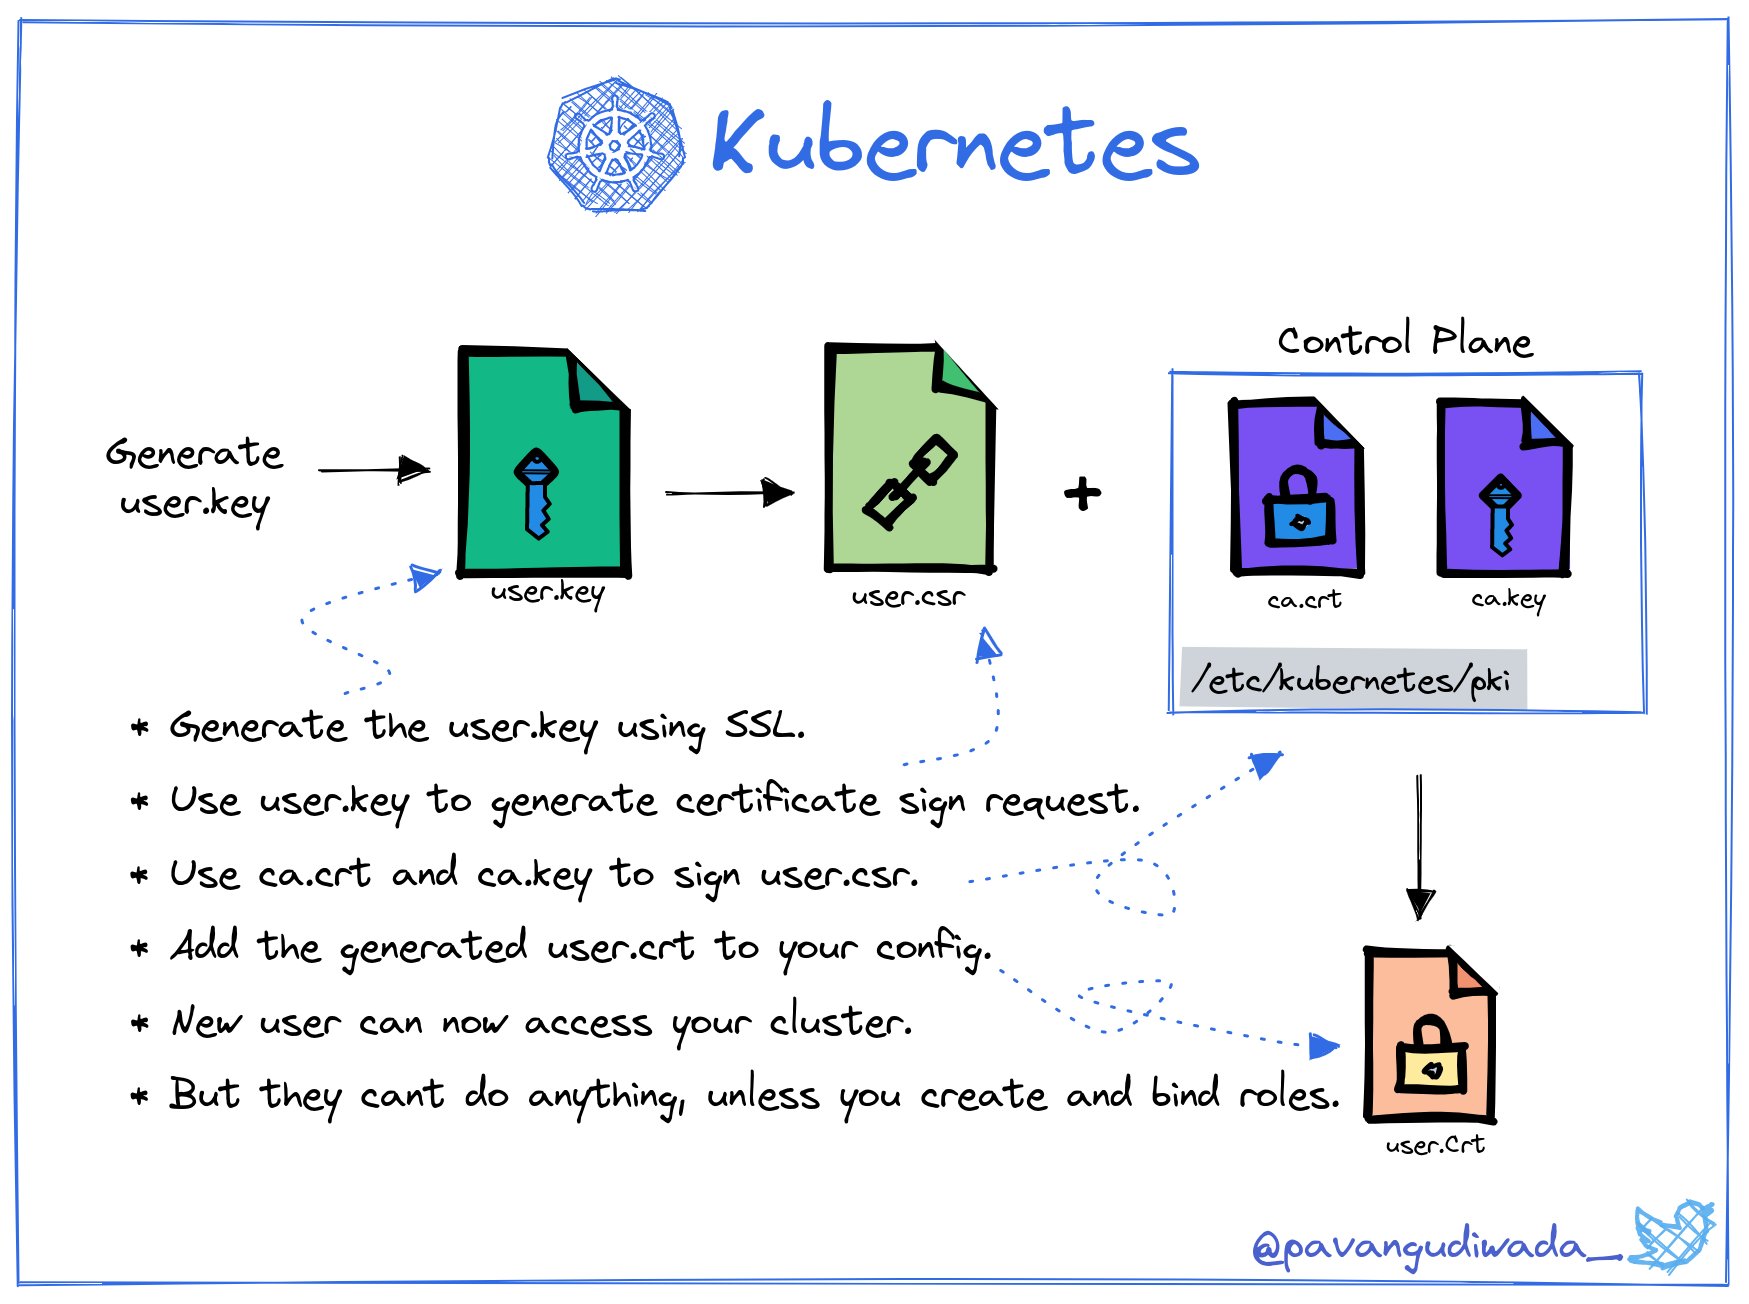 Kubernetes
Control Plane
Generate
user.key
user.key
user.csr
+
ca.crt
ca.key
/etc/kubernetes/pki
* Generate the user.key using SSL.
* Use user.key to generate certificate sign request.
* Use ca.crt and ca.key to sign user.csr.
* Add the generated user.crt to your config.
* New user can now access your cluster.
* But they cant do anything, unless you create and bind roles.
user.Crt
@pavangudiwada_